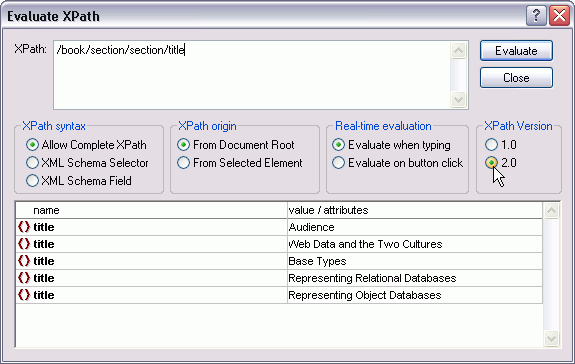 Evaluate XPath
XPath: /book/section/section/title
Evaluate
Close
XPath syntax
Allow Complete XPath
XML Schema Selector
XML Schema Field
XPath origin
From Document Root
From Selected Element
Real-time evaluation
Evaluate when typing
Evaluate on button click
XPath Version
1.0
2.0
name value / attributes
title Audience
title Web Data and the Two Cultures
title Base Types
title Representing Relational Databases
title Representing Object Databases